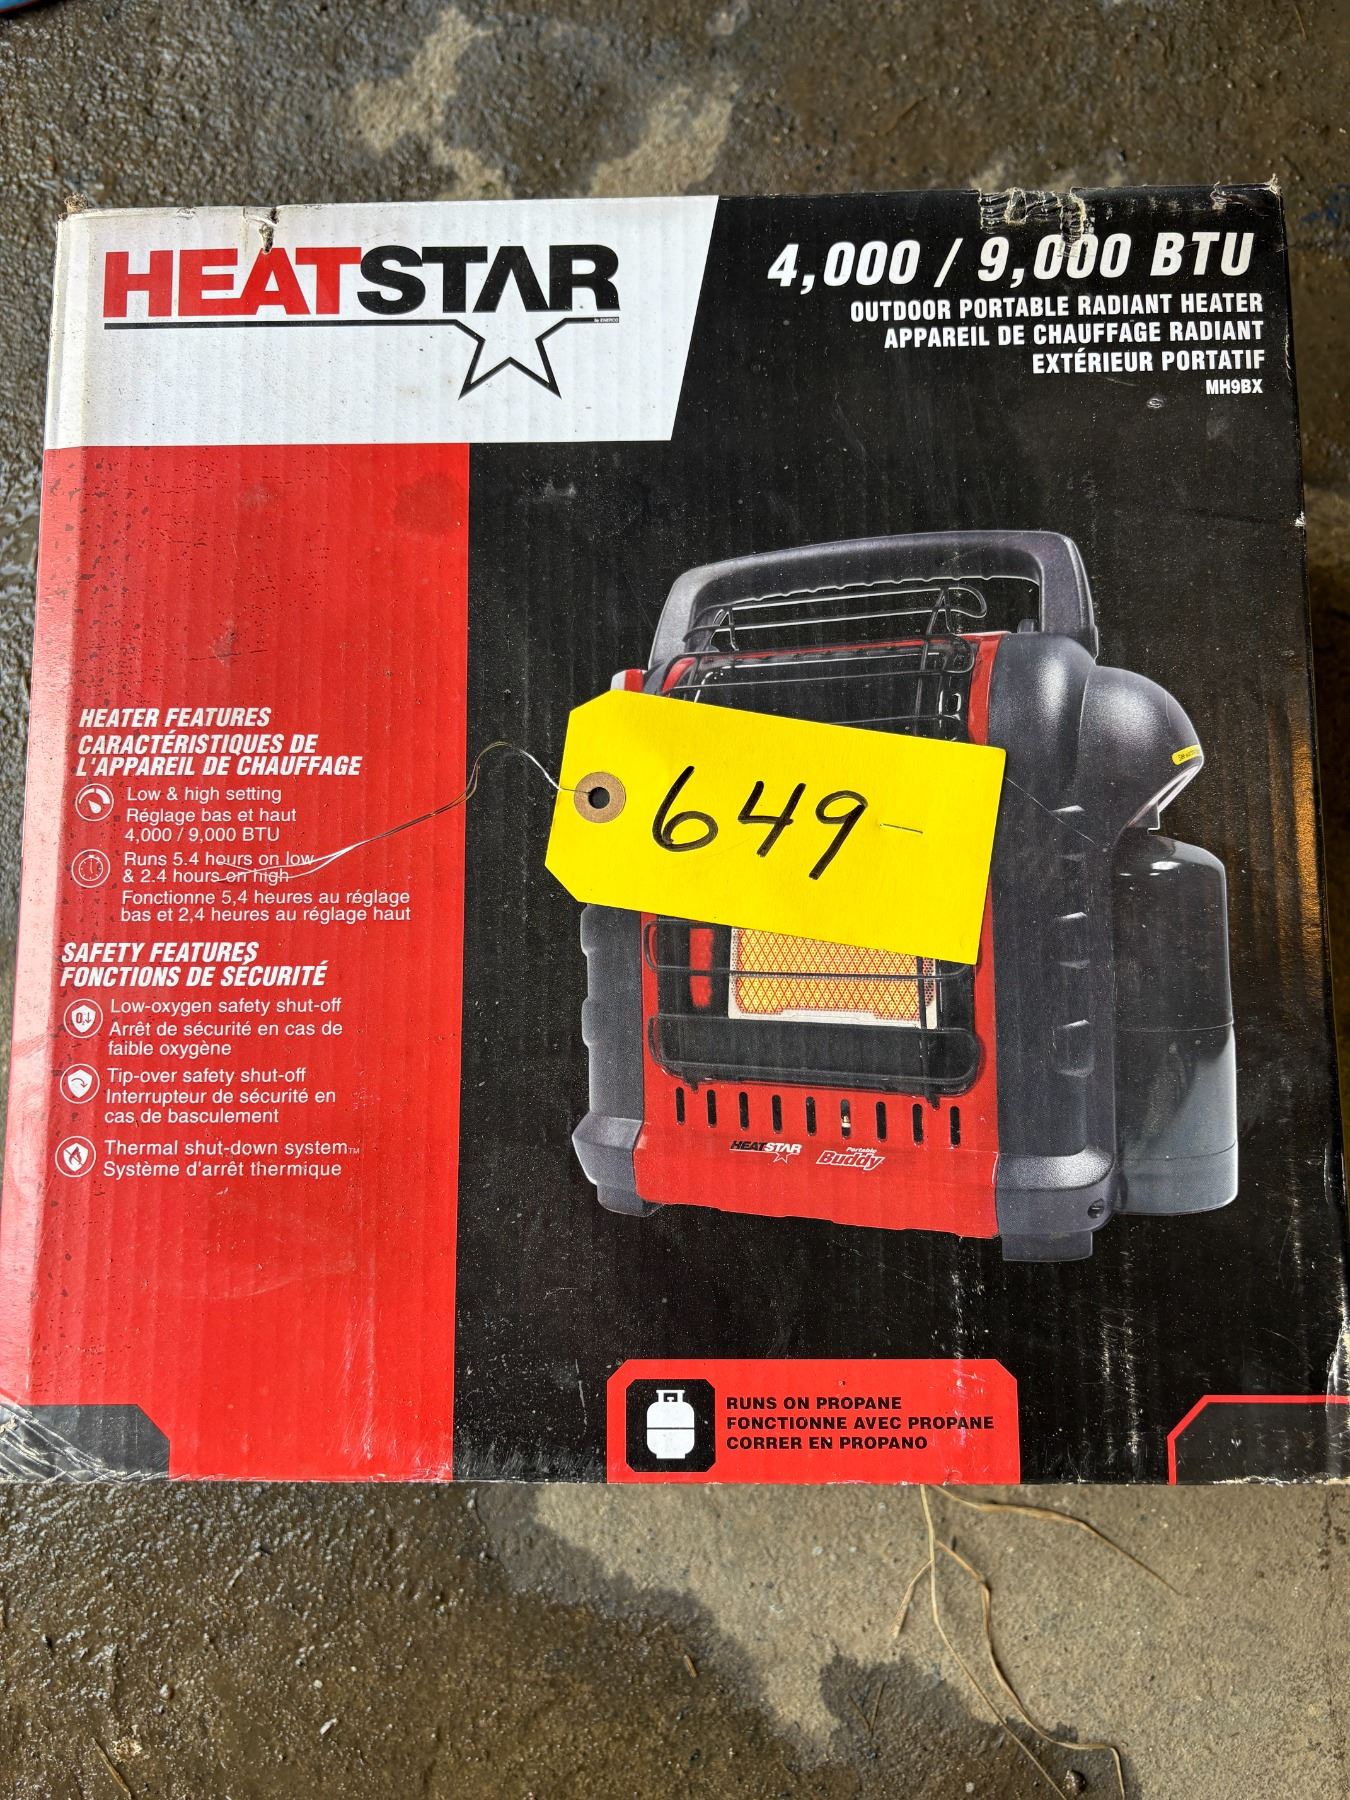 HEATSTAR
by ENERCO
4,000 / 9,000 BTU
OUTDOOR PORTABLE RADIANT HEATER
APPAREIL DE CHAUFFAGE RADIANT
EXTÉRIEUR PORTATIF
MH9BX
HEATER FEATURES
CARACTÉRISTIQUES DE
L'APPAREIL DE CHAUFFAGE
Low & high setting
Réglage bas et haut
4,000 / 9,000 BTU
Runs 5.4 hours on low
& 2.4 hours on high
Fonctionne 5,4 heures au réglage
bas et 2,4 heures au réglage haut
SAFETY FEATURES
FONCTIONS DE SÉCURITÉ
Low-oxygen safety shut-off
Arrêt de sécurité en cas de
faible oxygène
Tip-over safety shut-off
Interrupteur de sécurité en
cas de basculement
Thermal shut-down system™
Système d'arrêt thermique
649-
HEATSTAR
Portable
Buddy
RUNS ON PROPANE
FONCTIONNE AVEC PROPANE
CORRER EN PROPANO